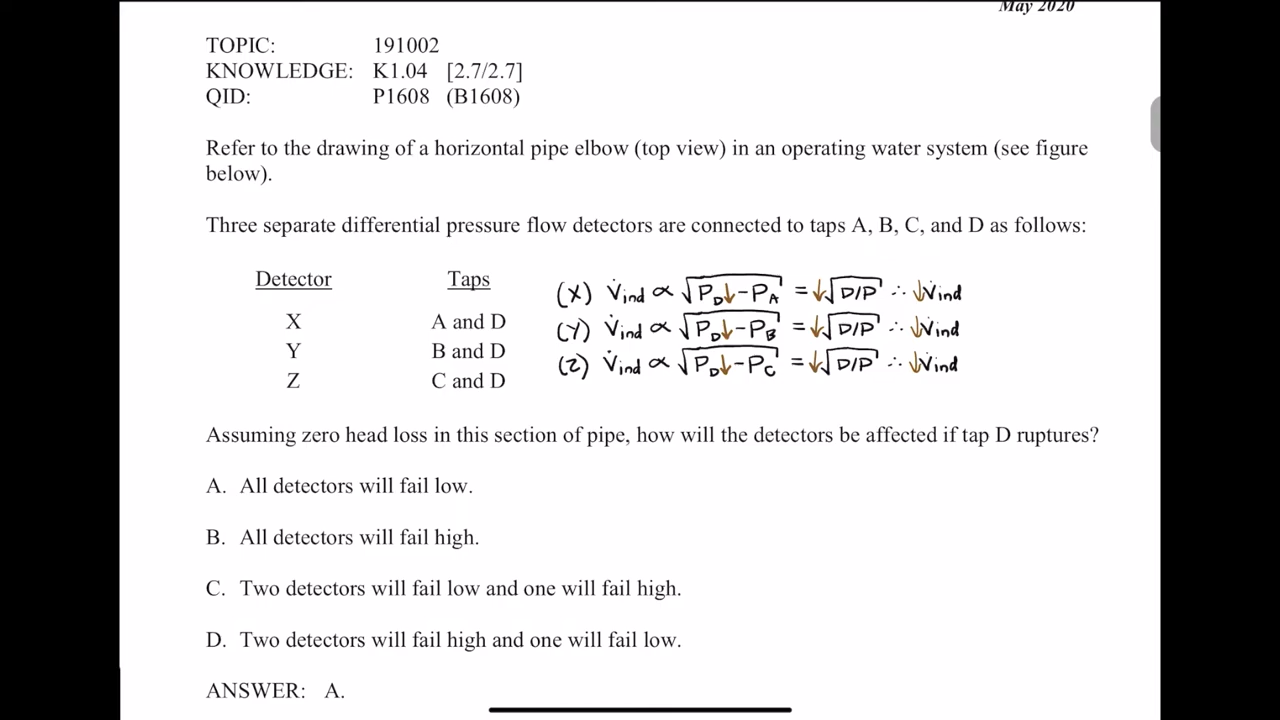 May 2020
TOPIC: 191002
KNOWLEDGE: K1.04 [2.7/2.7]
QID: P1608 (B1608)
Refer to the drawing of a horizontal pipe elbow (top view) in an operating water system (see figure
below).
Three separate differential pressure flow detectors are connected to taps A, B, C, and D as follows:
Detector Taps
X A and D (X) V̇ind ∝ √(PD↓ - PA) = ↓√D/P ∴ ↓V̇ind
Y B and D (Y) V̇ind ∝ √(PD↓ - PB) = ↓√D/P ∴ ↓V̇ind
Z C and D (Z) V̇ind ∝ √(PD↓ - PC) = ↓√D/P ∴ ↓V̇ind
Assuming zero head loss in this section of pipe, how will the detectors be affected if tap D ruptures?
A. All detectors will fail low.
B. All detectors will fail high.
C. Two detectors will fail low and one will fail high.
D. Two detectors will fail high and one will fail low.
ANSWER: A.